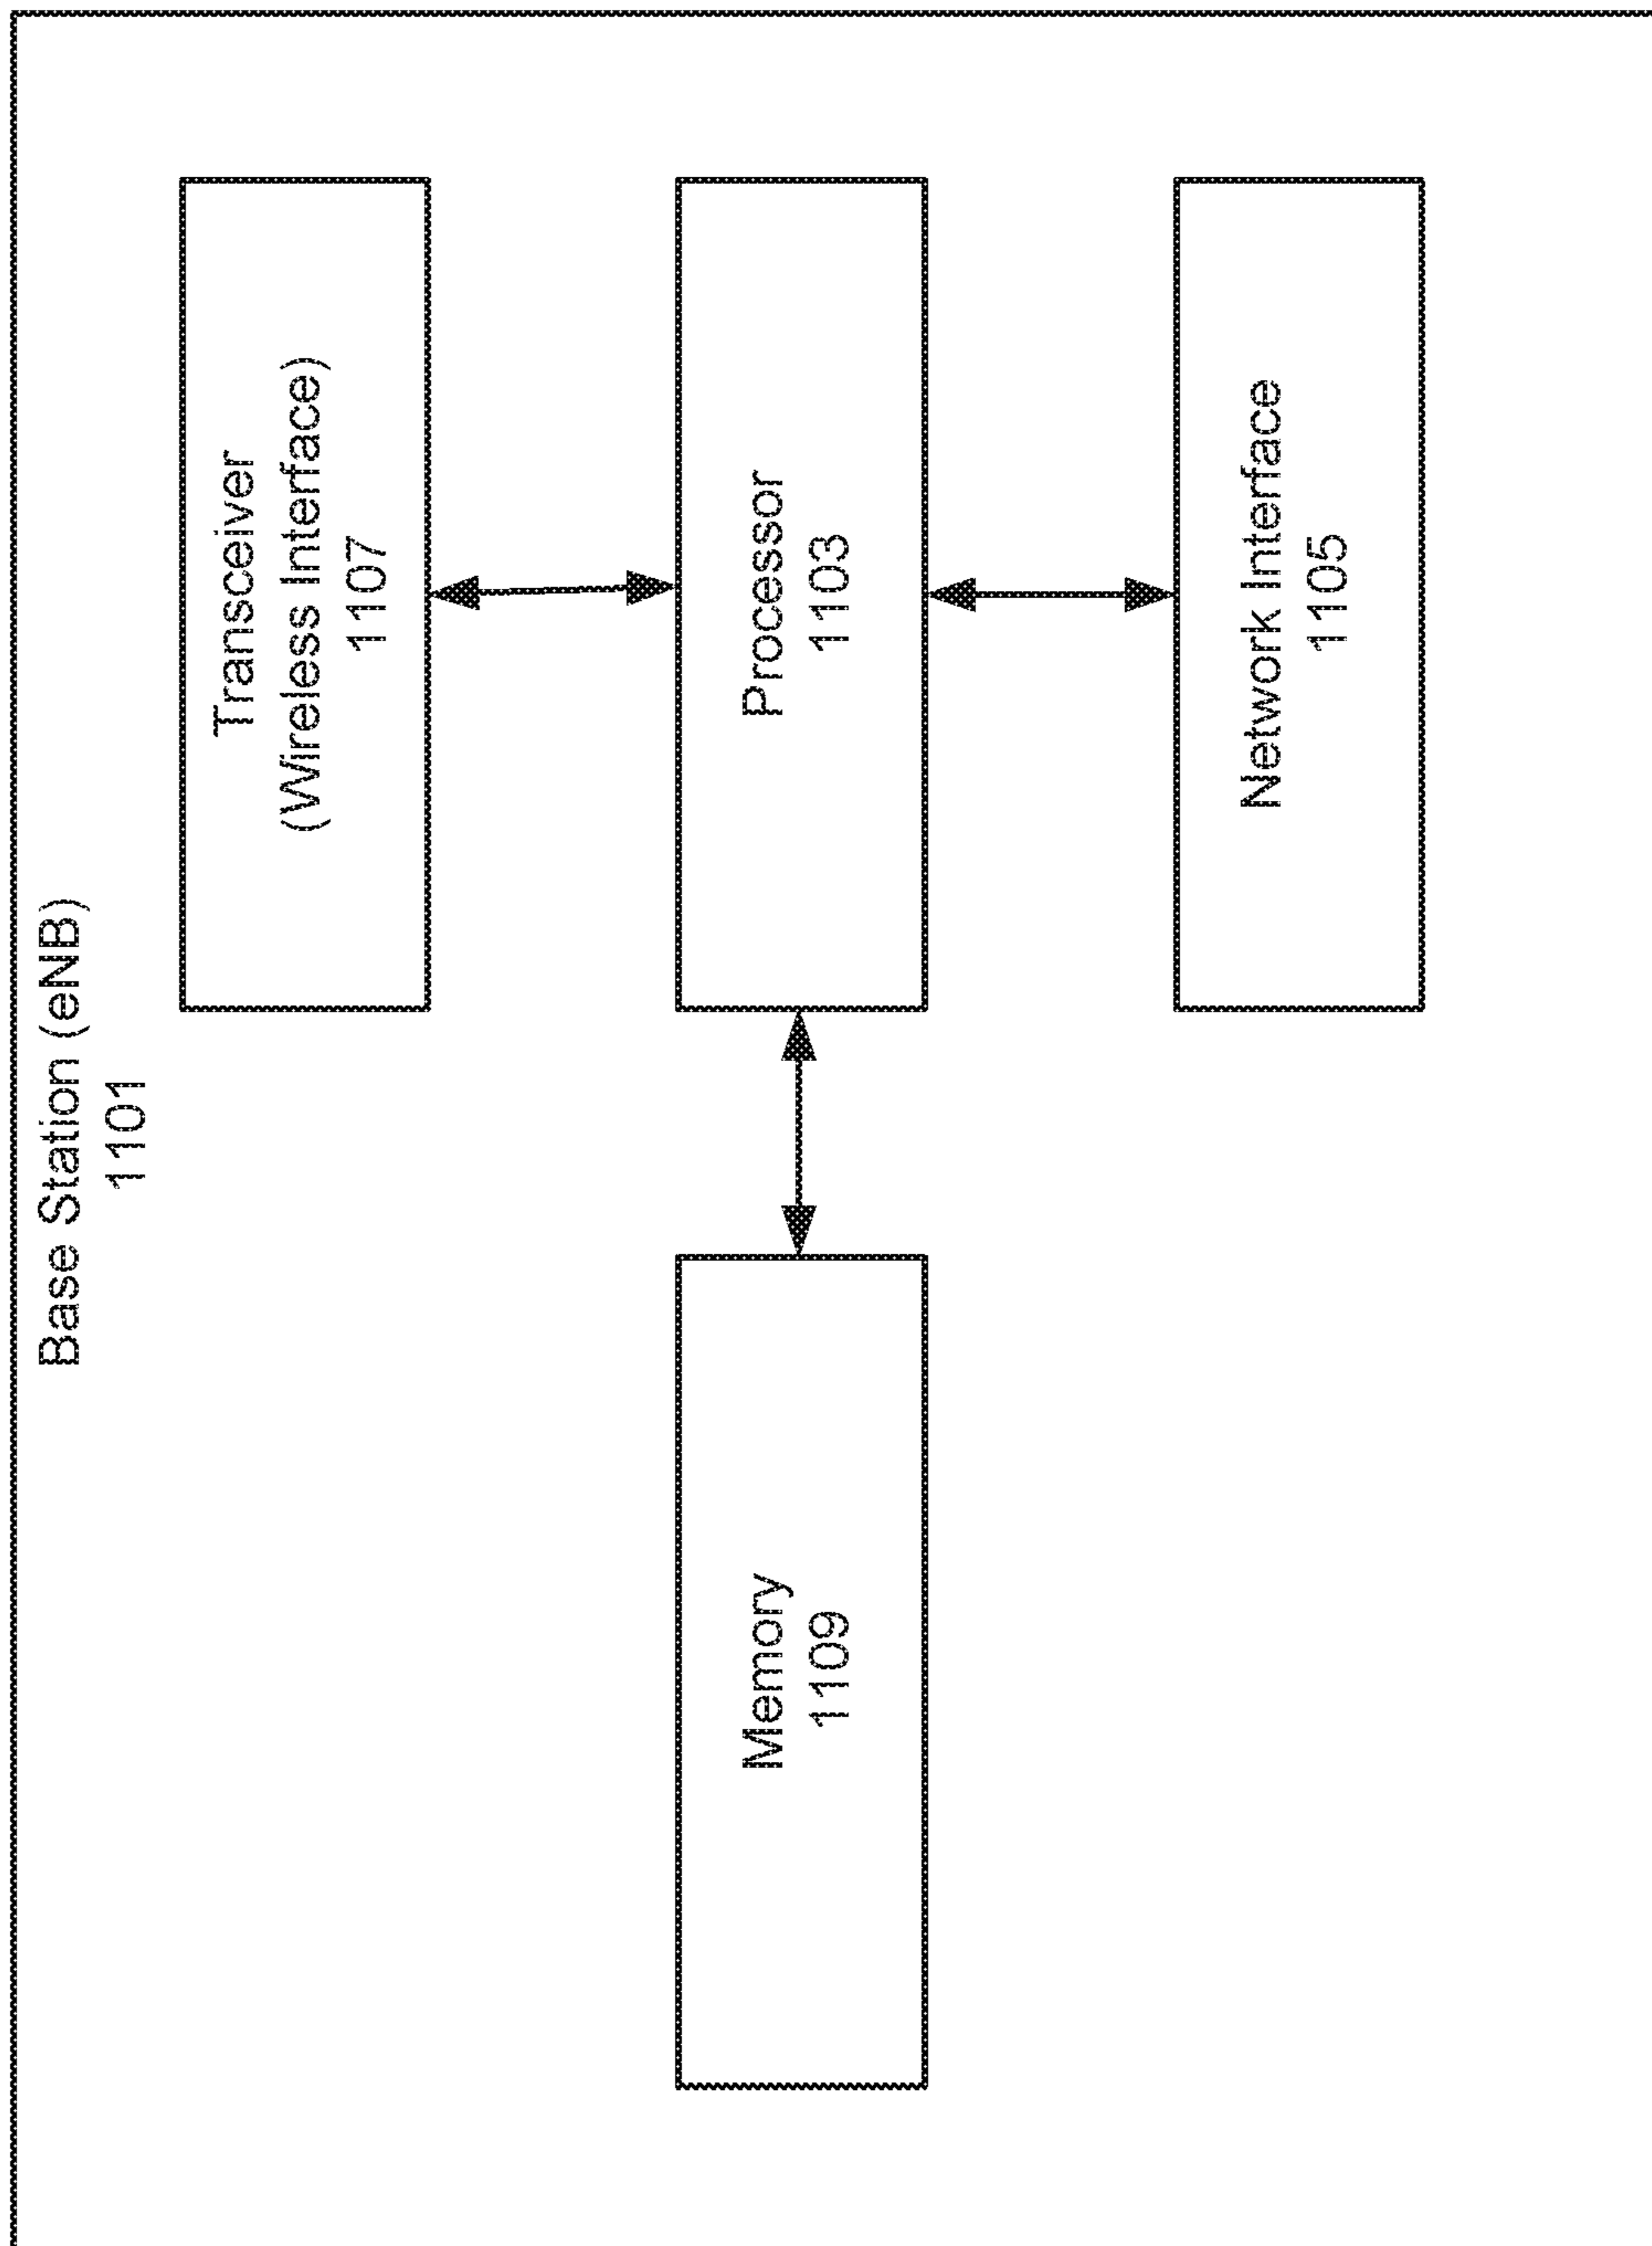 Base Station (eNB)
1101
Transceiver
(Wireless Interface)
1107
Memory
1109
Processor
1103
Network Interface
1105